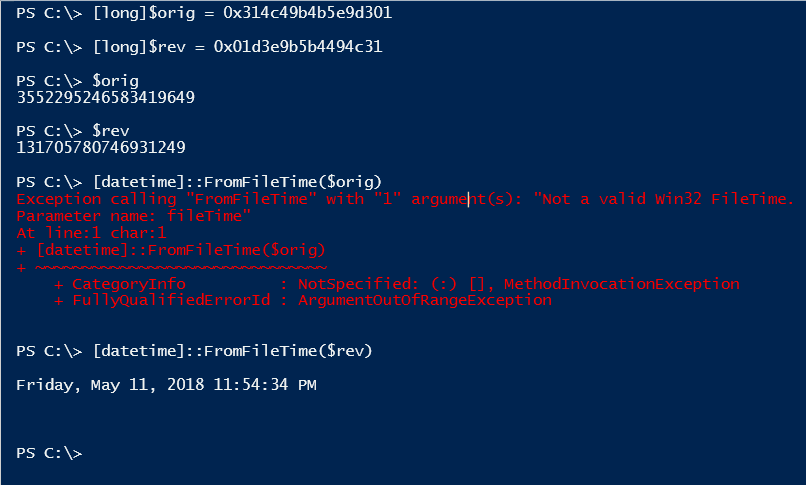 PS C:\> [long]$orig = 0x314c49b4b5e9d301
PS C:\> [long]$rev = 0x01d3e9b5b4494c31
PS C:\> $orig
3552295246583419649
PS C:\> $rev
131705780746931249
PS C:\> [datetime]::FromFileTime($orig)
Exception calling "FromFileTime" with "1" argument(s): "Not a valid Win32 FileTime.
Parameter name: fileTime"
At line:1 char:1
+ [datetime]::FromFileTime($orig)
+ ~~~~~~~~~~~~~~~~~~~~~~~~~~~~~~~
    + CategoryInfo          : NotSpecified: (:) [], MethodInvocationException
    + FullyQualifiedErrorId : ArgumentOutOfRangeException
PS C:\> [datetime]::FromFileTime($rev)
Friday, May 11, 2018 11:54:34 PM
PS C:\>